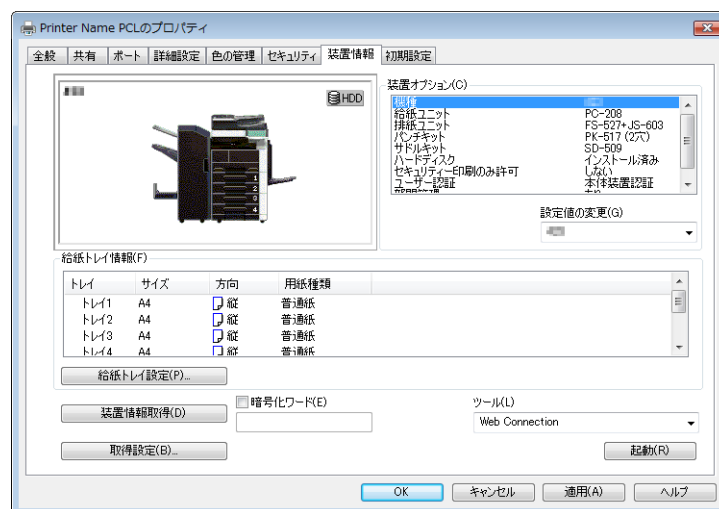 Printer Name PCLのプロパティ
全般 共有 ポート 詳細設定 色の管理 セキュリティ 装置情報 初期設定
HDD
1
2
3
4
装置オプション(C)
機種
給紙ユニット PC-208
排紙ユニット FS-527+JS-603
パンチキット PK-517 (2穴)
サドルキット SD-509
ハードディスク インストール済み
セキュリティー印刷のみ許可 しない
ユーザー認証 本体装置認証
設定値の変更(G)
給紙トレイ情報(F)
トレイ サイズ 方向 用紙種類
トレイ1 A4 縦 普通紙
トレイ2 A4 縦 普通紙
トレイ3 A4 縦 普通紙
トレイ4 A4 縦 普通紙
給紙トレイ設定(P)...
装置情報取得(D)
暗号化ワード(E)
ツール(L)
Web Connection
取得設定(B)...
起動(R)
OK キャンセル 適用(A) ヘルプ